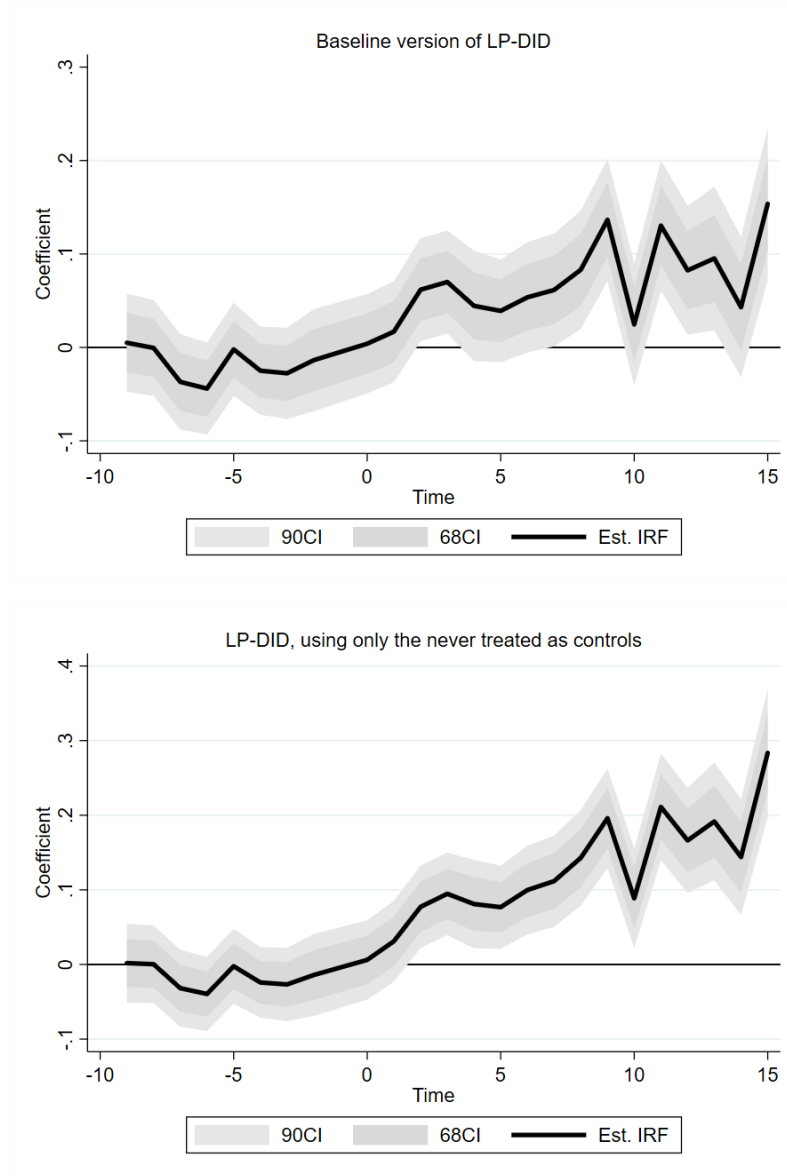 Baseline version of LP-DID
.3
.2
.1
0
-.1
Coefficient
-10 -5 0 5 10 15
Time
90CI 68CI Est. IRF
LP-DID, using only the never treated as controls
.4
.3
.2
.1
0
-.1
Coefficient
-10 -5 0 5 10 15
Time
90CI 68CI Est. IRF